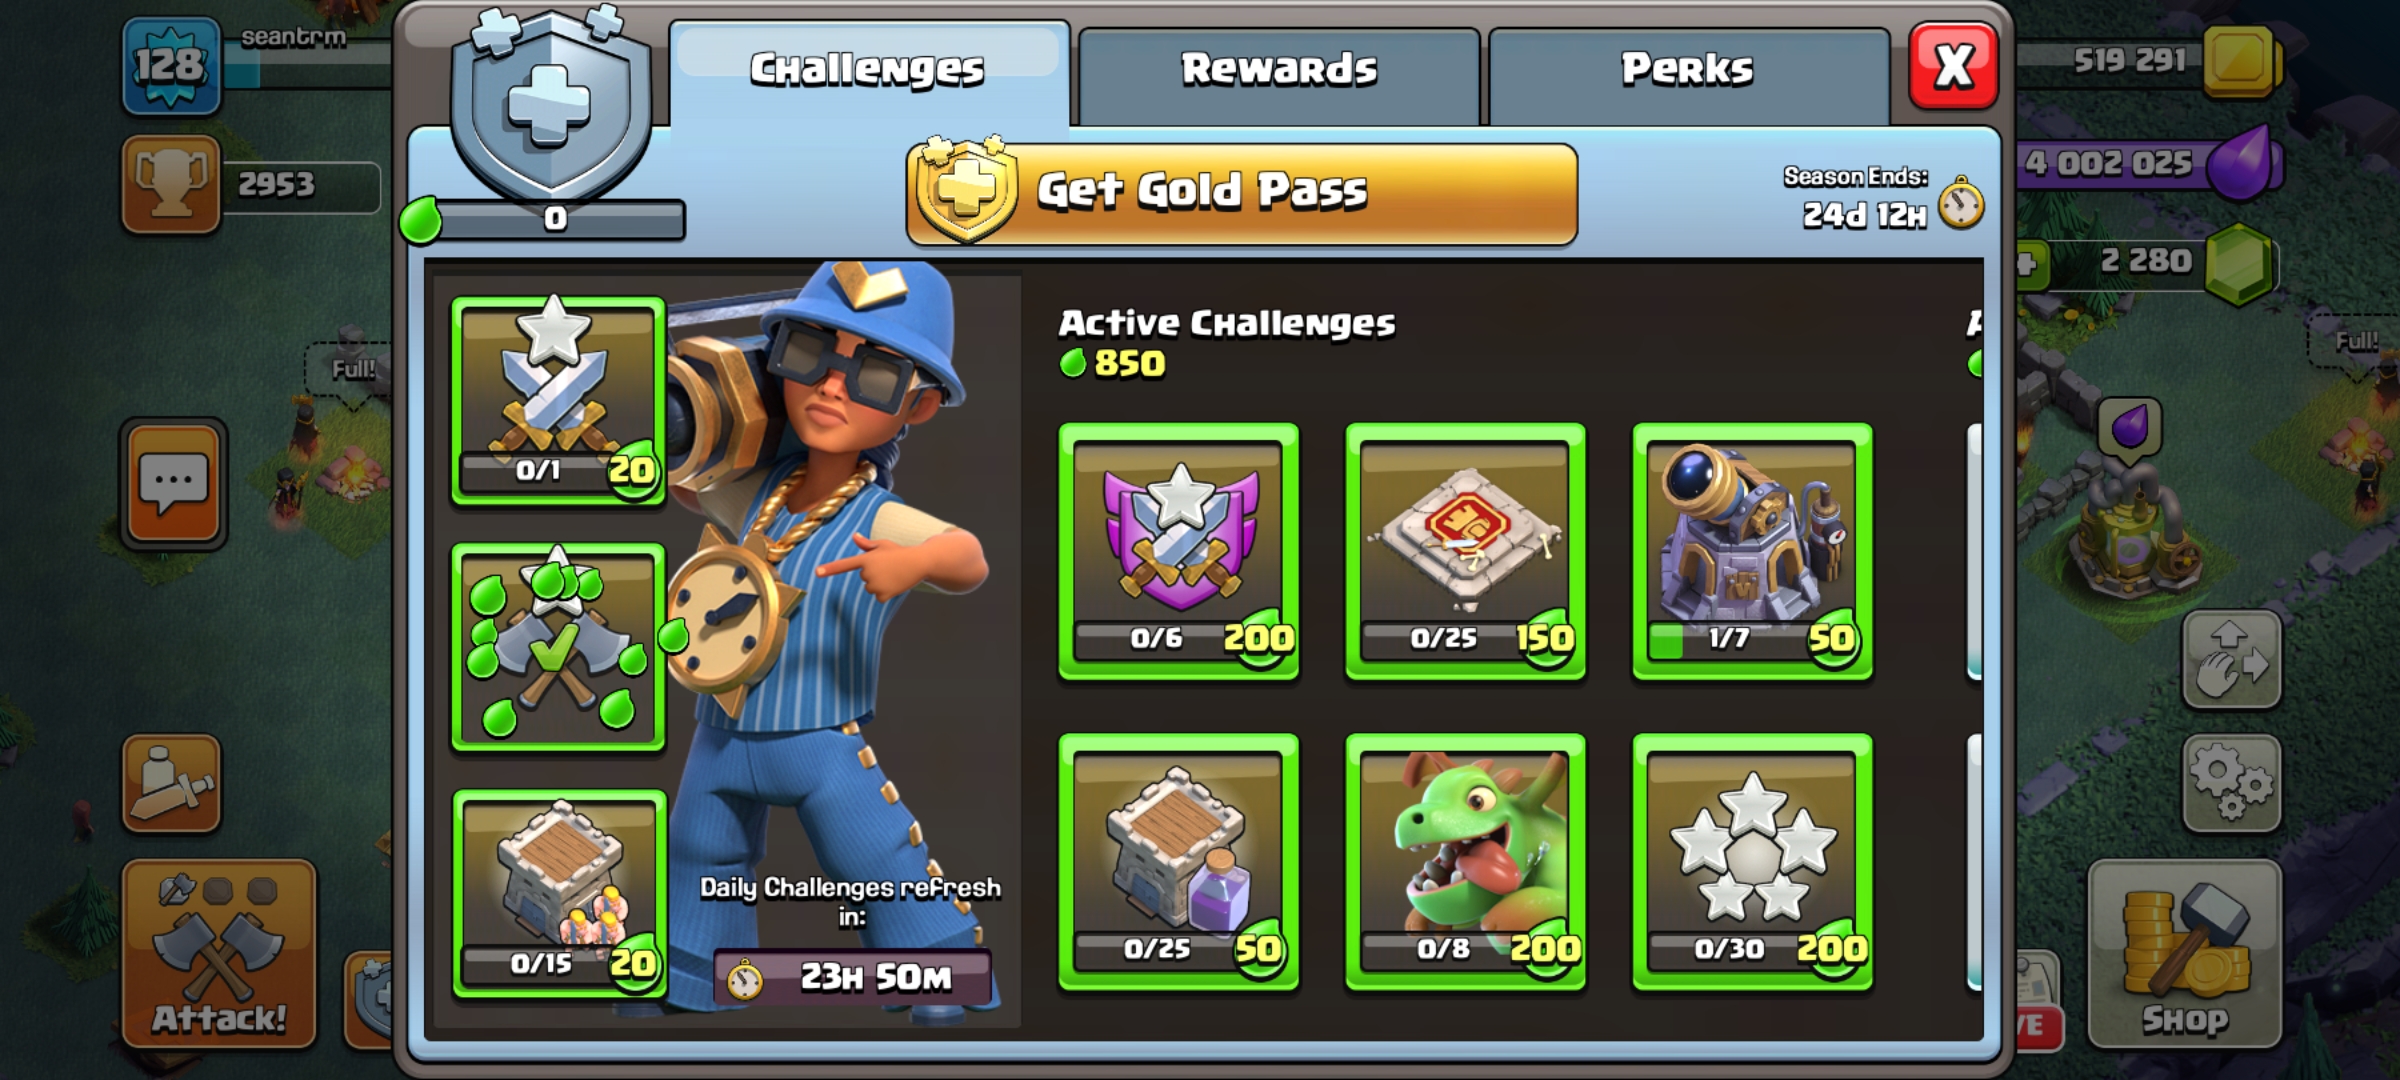 128
seantrm
2953
Full!
Attack!
Challenges
Rewards
Perks
X
0
Get Gold Pass
Season Ends:
24d 12H
519 291
4 002 025
2 280
Full!
Shop
0/1
20
0/15
20
Daily Challenges refresh
in:
23H 50M
Active Challenges
850
0/6
200
0/25
150
1/7
50
0/25
50
0/8
200
0/30
200